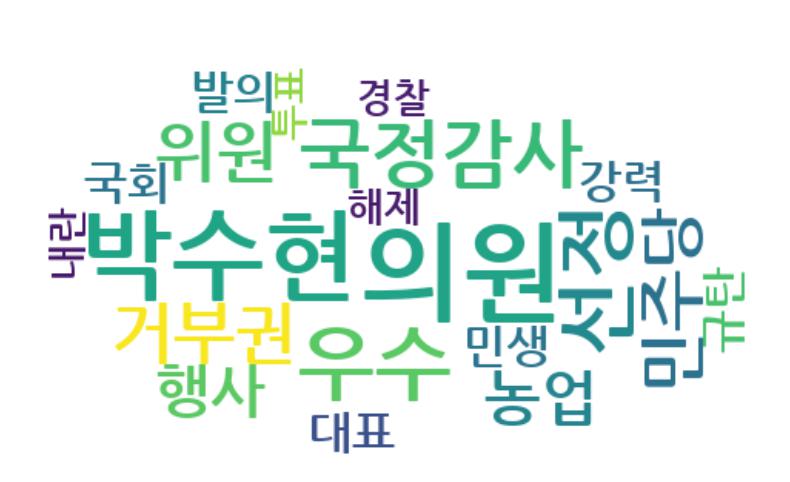 발의
투표
경찰
위원
국정감사
국회
강력
해제
내란
박수현의원
선정
민주당
규탄
거부권
우수
민생
행사
농업
대표